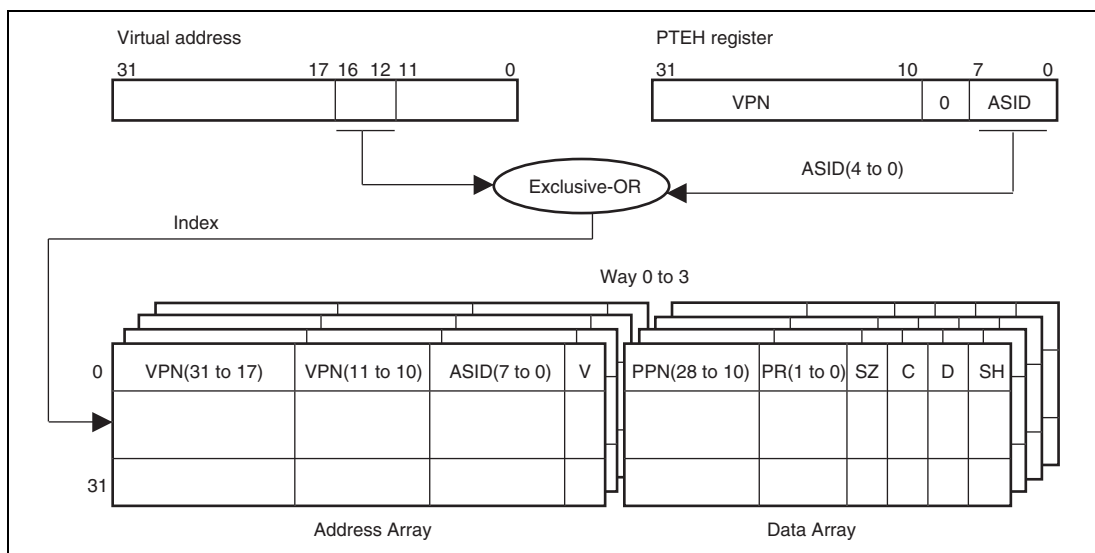 Virtual address
PTEH register
31 17 16 12 11 0
31 10 7 0
VPN 0 ASID
ASID(4 to 0)
Exclusive-OR
Index
Way 0 to 3
0 VPN(31 to 17) VPN(11 to 10) ASID(7 to 0) V PPN(28 to 10) PR(1 to 0) SZ C D SH
31
Address Array
Data Array